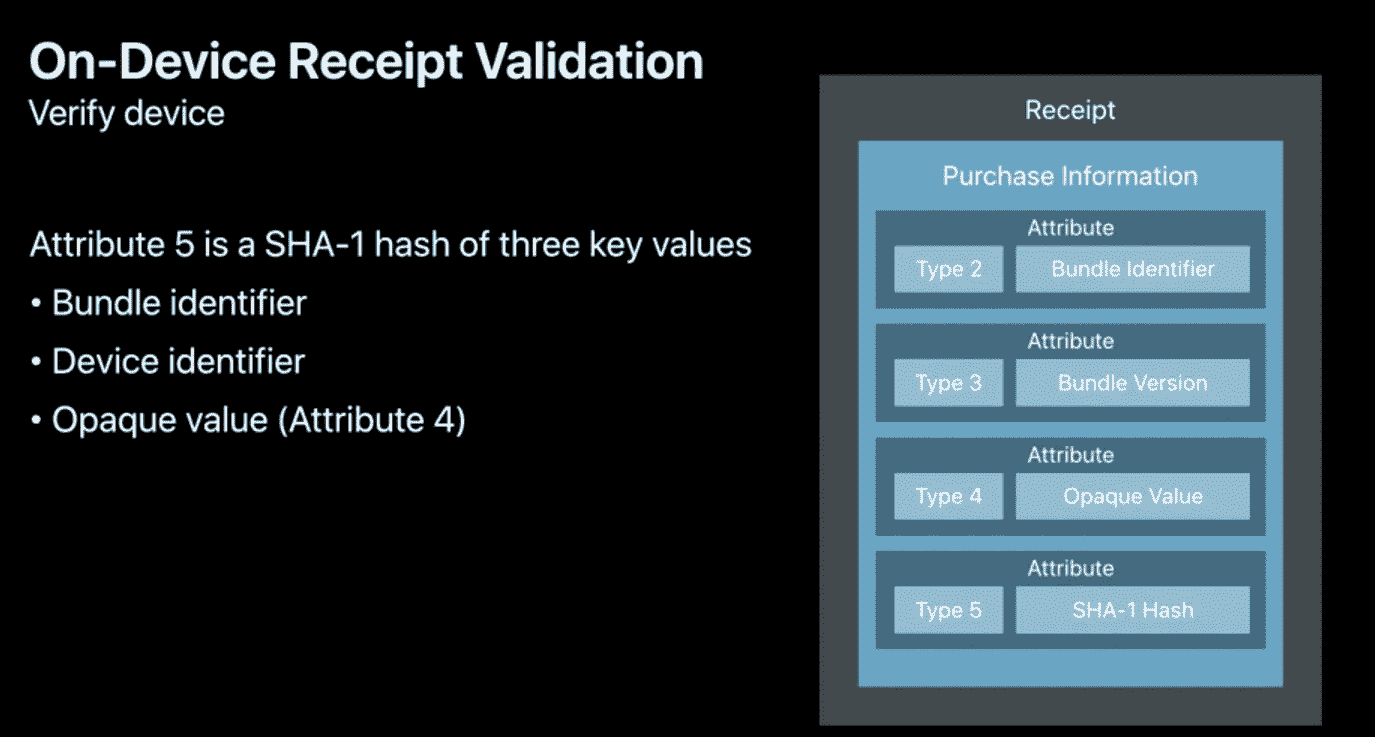 On-Device Receipt Validation
Verify device
Attribute 5 is a SHA-1 hash of three key values
• Bundle identifier
• Device identifier
• Opaque value (Attribute 4)
Receipt
Purchase Information
Attribute
Type 2 Bundle Identifier
Attribute
Type 3 Bundle Version
Attribute
Type 4 Opaque Value
Attribute
Type 5 SHA-1 Hash